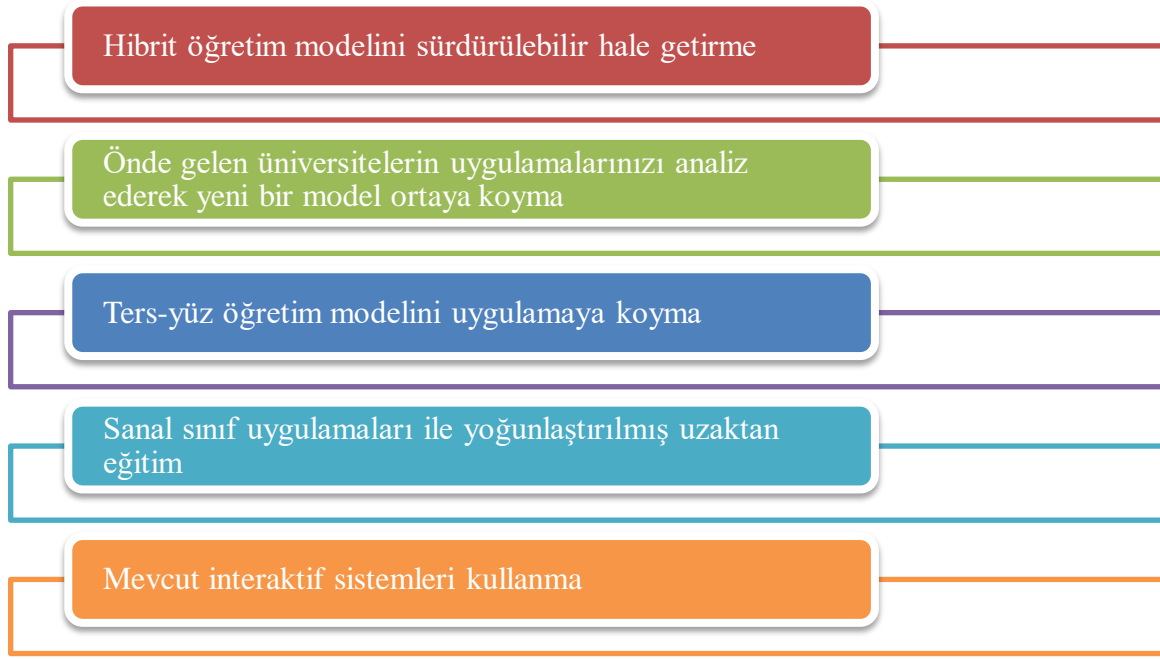 Hibrit öğretim modelini sürdürülebilir hale getirme
Önde gelen üniversitelerin uygulamalarınızı analiz
ederek yeni bir model ortaya koyma
Ters-yüz öğretim modelini uygulamaya koyma
Sanal sınıf uygulamaları ile yoğunlaştırılmış uzaktan
eğitim
Mevcut interaktif sistemleri kullanma